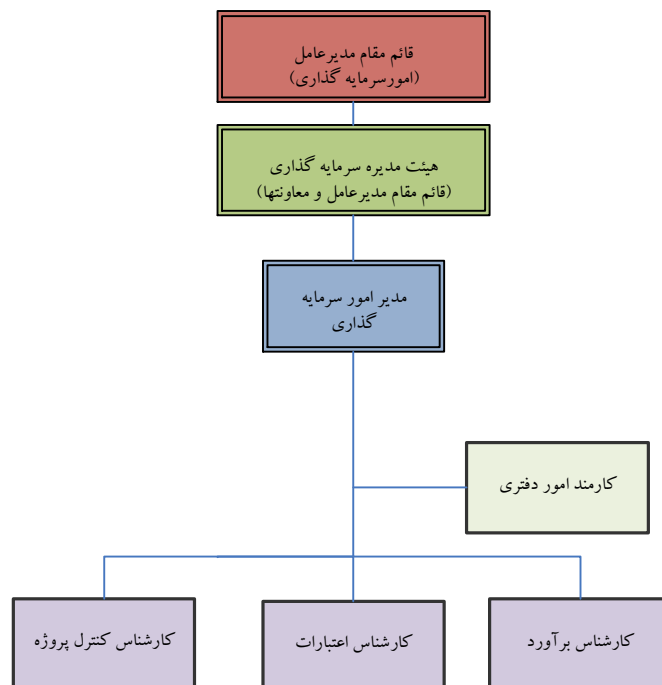 قائم مقام مدیرعامل
(امورسرمایه گذاری)
هیئت مدیره سرمایه گذاری
(قائم مقام مدیرعامل و معاونتها)
مدیر امور سرمایه
گذاری
کارمند امور دفتری
کارشناس برآورد
کارشناس اعتبارات
کارشناس کنترل پروژه